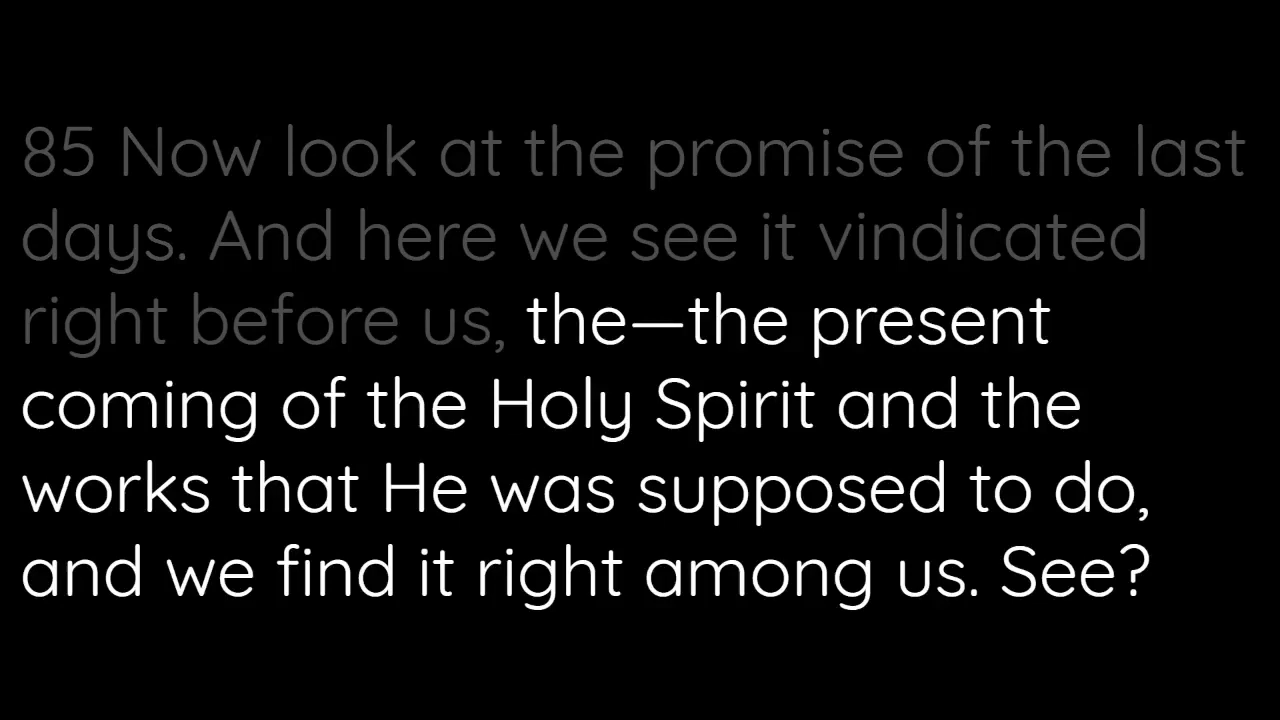 85 Now look at the promise of the last
days. And here we see it vindicated
right before us, the—the present
coming of the Holy Spirit and the
works that He was supposed to do,
and we find it right among us. See?